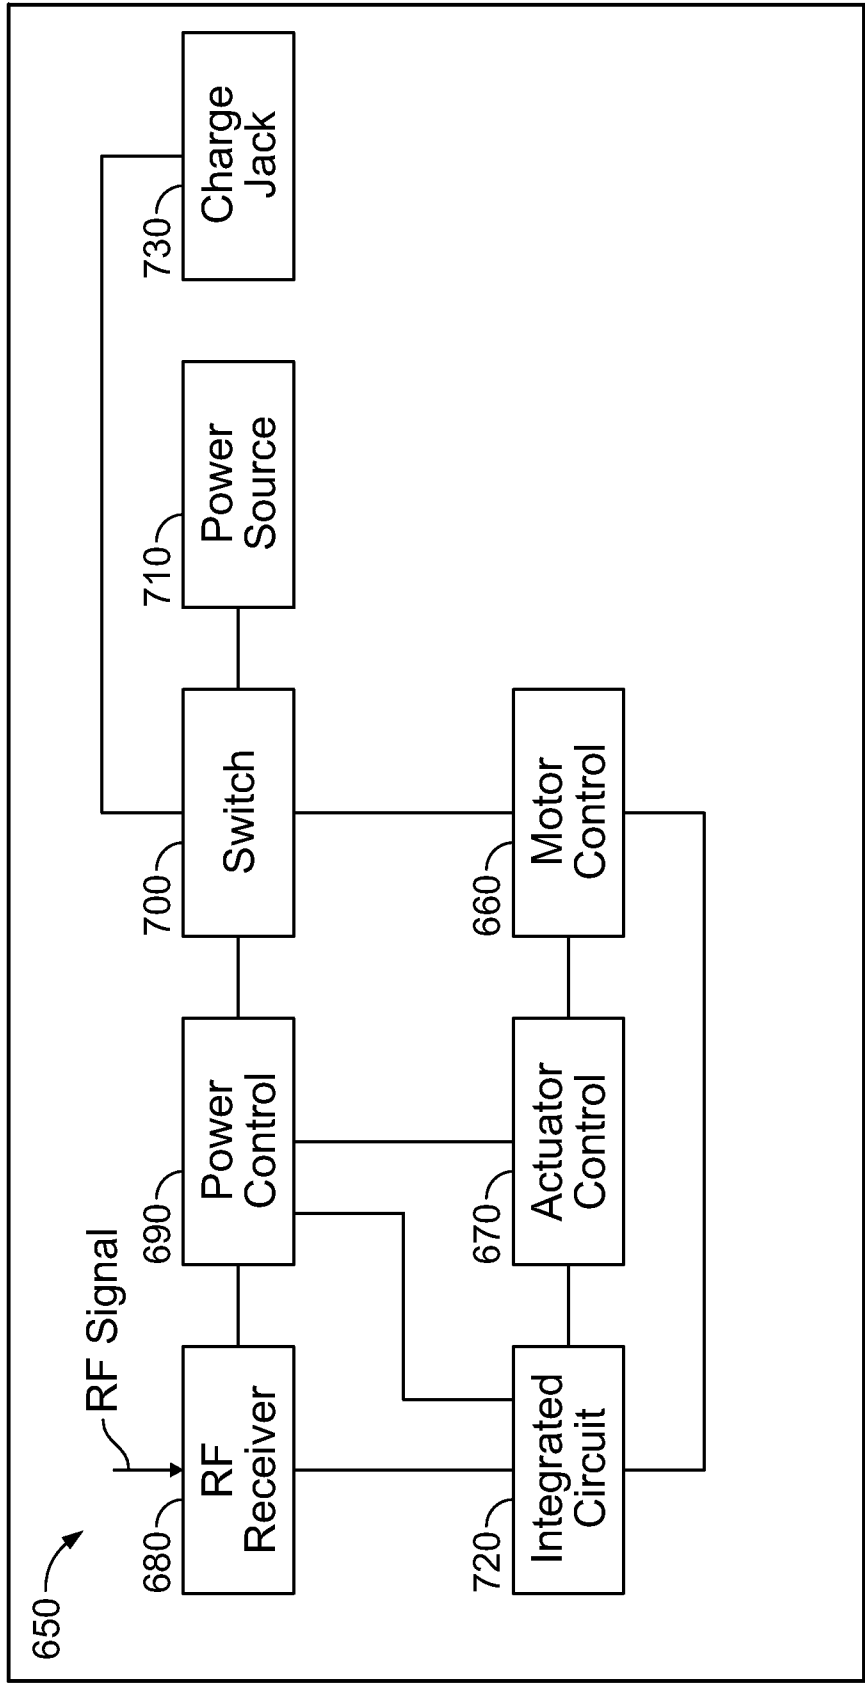 650
RF Signal
680
RF
Receiver
690
Power
Control
700
Switch
710
Power
Source
730
Charge
Jack
720
Integrated
Circuit
670
Actuator
Control
660
Motor
Control